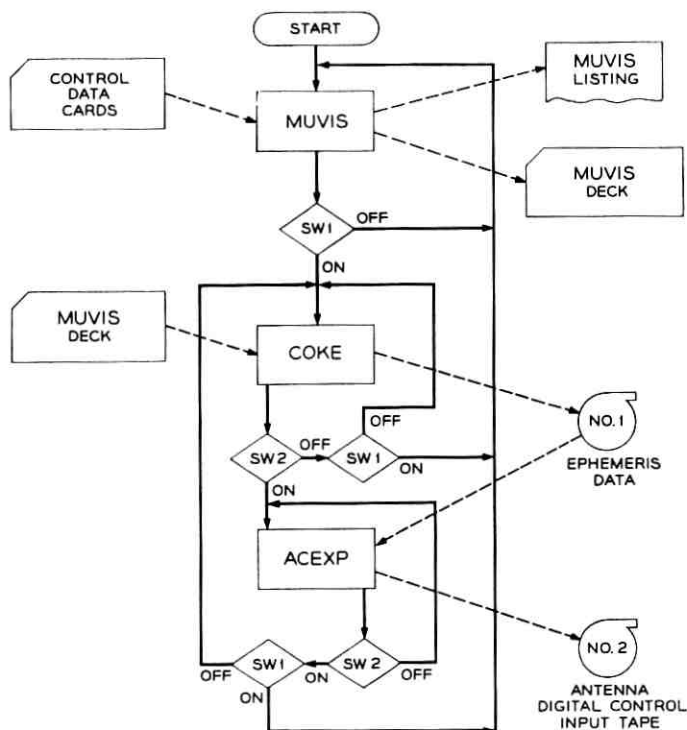 START
CONTROL
DATA
CARDS
MUVIS
MUVIS
LISTING
MUVIS
DECK
SW1
OFF
ON
MUVIS
DECK
COKE
NO.1
EPHEMERIS
DATA
SW2
OFF
SW1
OFF
ON
ON
ACEXP
NO.2
ANTENNA
DIGITAL CONTROL
INPUT TAPE
SW1
OFF
ON
ON
SW2
OFF